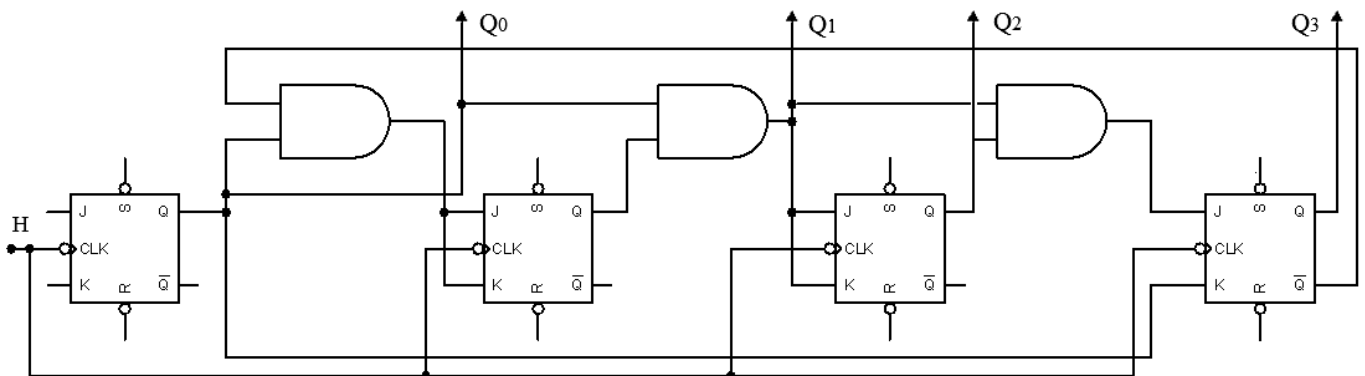 Q0 Q1 Q2 Q3
H
J S Q J S Q J S Q J S Q
CLK CLK CLK CLK
K R Q̅ K R Q̅ K R Q̅ K R Q̅